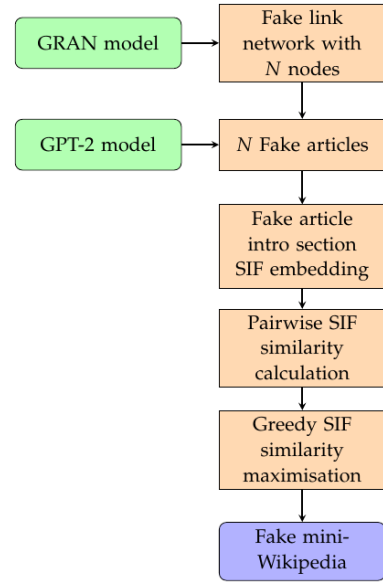 GRAN model
Fake link
network with
N nodes
GPT-2 model
N Fake articles
Fake article
intro section
SIF embedding
Pairwise SIF
similarity
calculation
Greedy SIF
similarity
maximisation
Fake mini-
Wikipedia